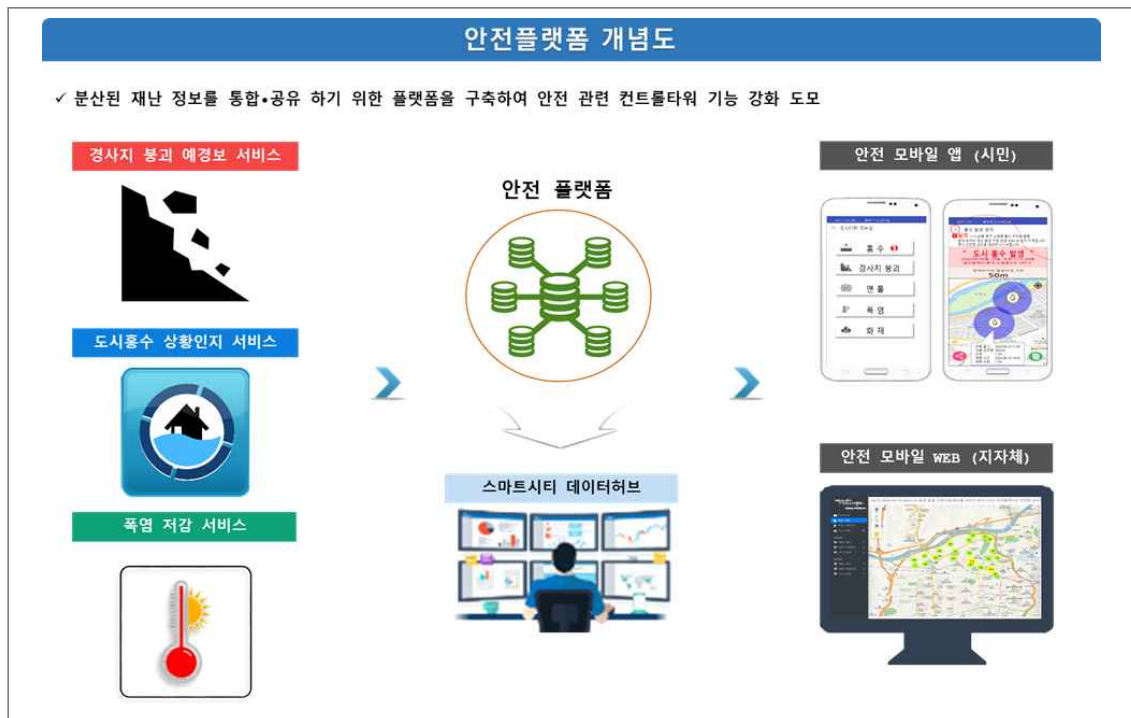 안전플랫폼 개념도
✓ 분산된 재난 정보를 통합•공유 하기 위한 플랫폼을 구축하여 안전 관련 컨트롤타워 기능 강화 도모
경사지 붕괴 예경보 서비스
도시홍수 상황인지 서비스
폭염 저감 서비스
안전 플랫폼
스마트시티 데이터허브
안전 모바일 앱 (시민)
홍 수
경사지 붕괴
맨 홀
폭 염
화 재
도시 홍수 발생
50m
안전 모바일 WEB (지자체)